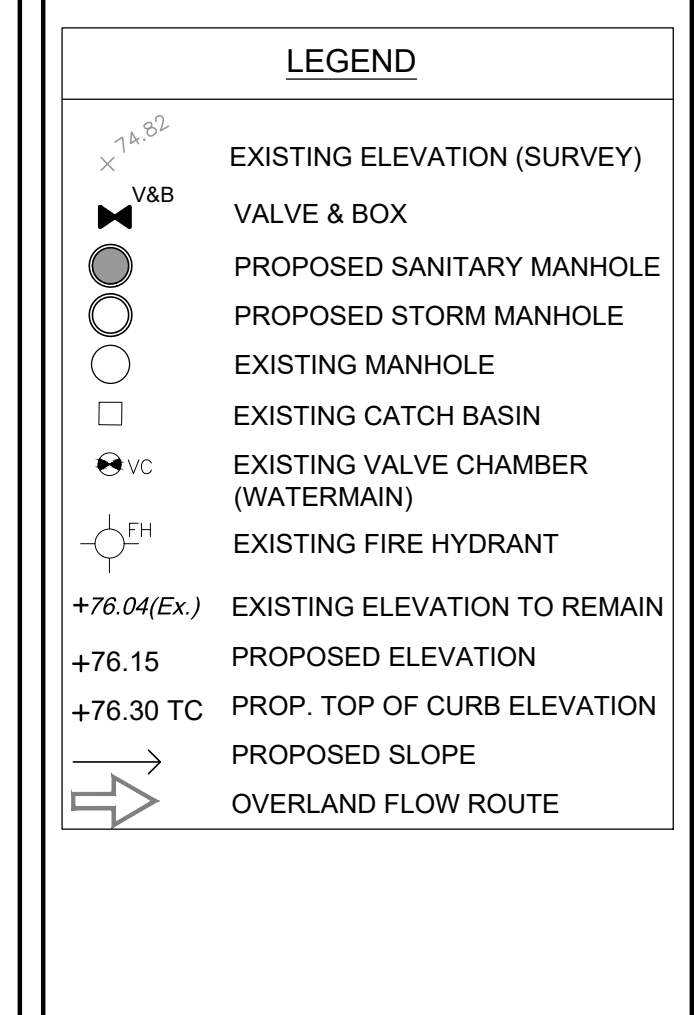 LEGEND
74.82
EXISTING ELEVATION (SURVEY)
V&B
VALVE & BOX
PROPOSED SANITARY MANHOLE
PROPOSED STORM MANHOLE
EXISTING MANHOLE
EXISTING CATCH BASIN
VC
EXISTING VALVE CHAMBER
(WATERMAIN)
FH
EXISTING FIRE HYDRANT
+76.04(Ex.) EXISTING ELEVATION TO REMAIN
+76.15 PROPOSED ELEVATION
+76.30 TC PROP. TOP OF CURB ELEVATION
PROPOSED SLOPE
OVERLAND FLOW ROUTE